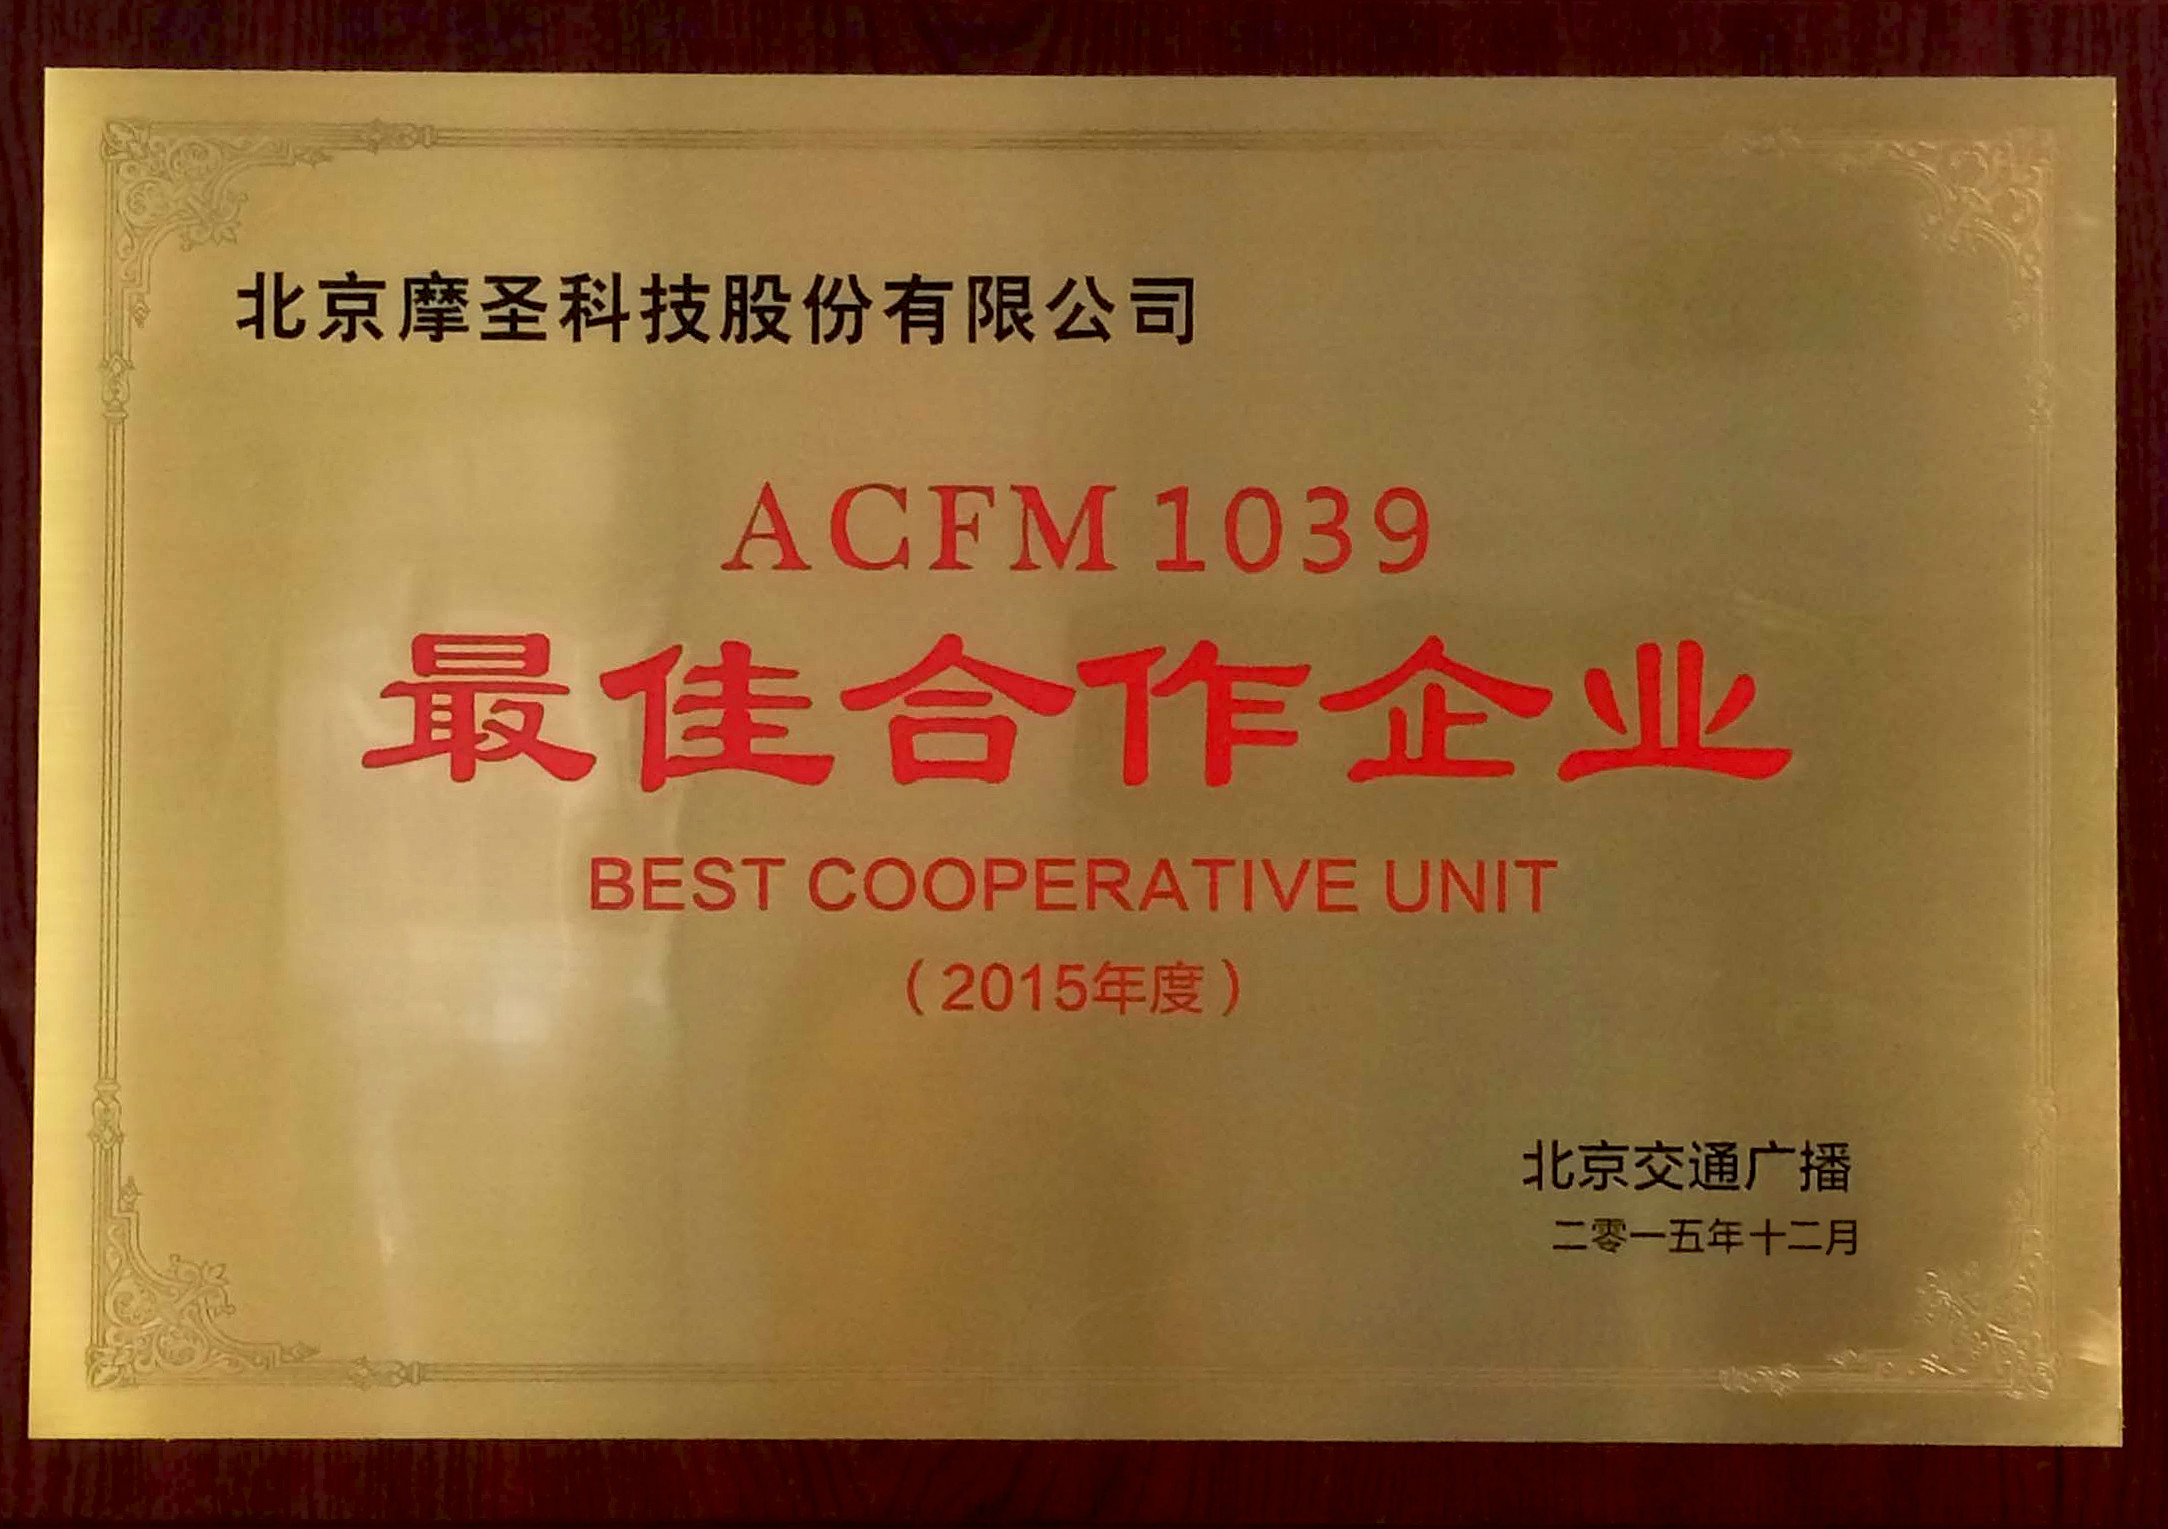 北京摩圣科技股份有限公司
ACFM 1039
最佳合作企业
BEST COOPERATIVE UNIT
（2015年度）
北京交通广播
二零一五年十二月